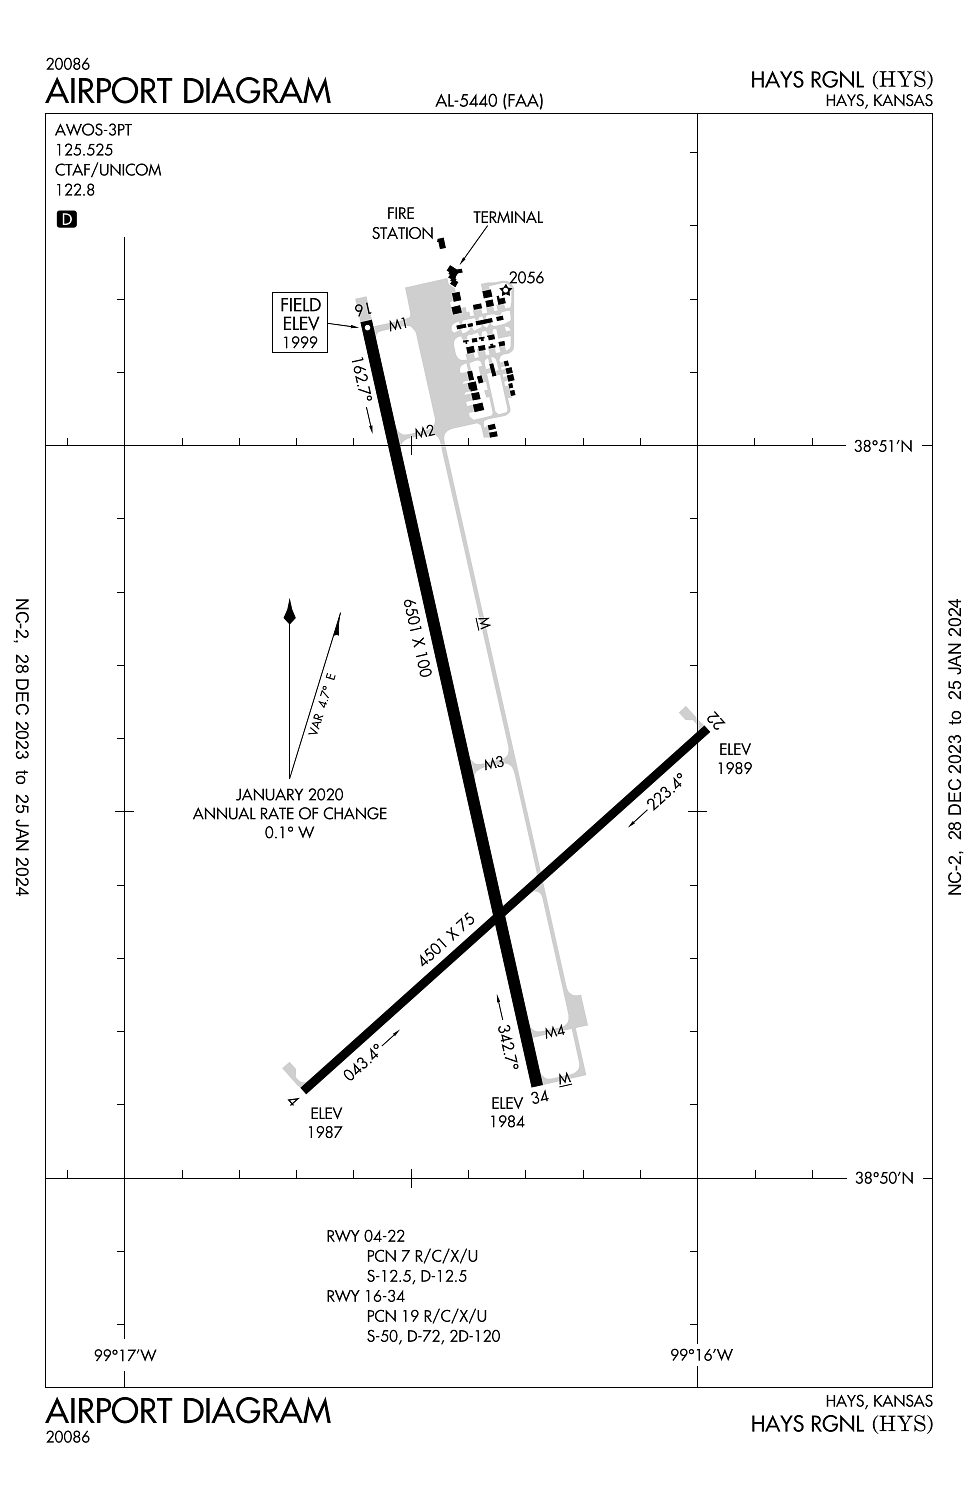 20086
AIRPORT DIAGRAM
AL-5440 (FAA)
HAYS RGNL (HYS)
HAYS, KANSAS
AWOS-3PT
125.525
CTAF/UNICOM
122.8
D
FIRE
STATION
TERMINAL
2056
FIELD
ELEV
1999
16
M1
162.7°
M2
38°51'N
6501 X 100
M
VAR 4.7° E
JANUARY 2020
ANNUAL RATE OF CHANGE
0.1° W
M3
22
ELEV
1989
223.4°
4501 X 75
043.4°
4
ELEV
1987
342.7°
M4
M
34
ELEV
1984
38°50'N
RWY 04-22
PCN 7 R/C/X/U
S-12.5, D-12.5
RWY 16-34
PCN 19 R/C/X/U
S-50, D-72, 2D-120
99°17'W
99°16'W
NC-2, 28 DEC 2023 to 25 JAN 2024
NC-2, 28 DEC 2023 to 25 JAN 2024
AIRPORT DIAGRAM
20086
HAYS, KANSAS
HAYS RGNL (HYS)